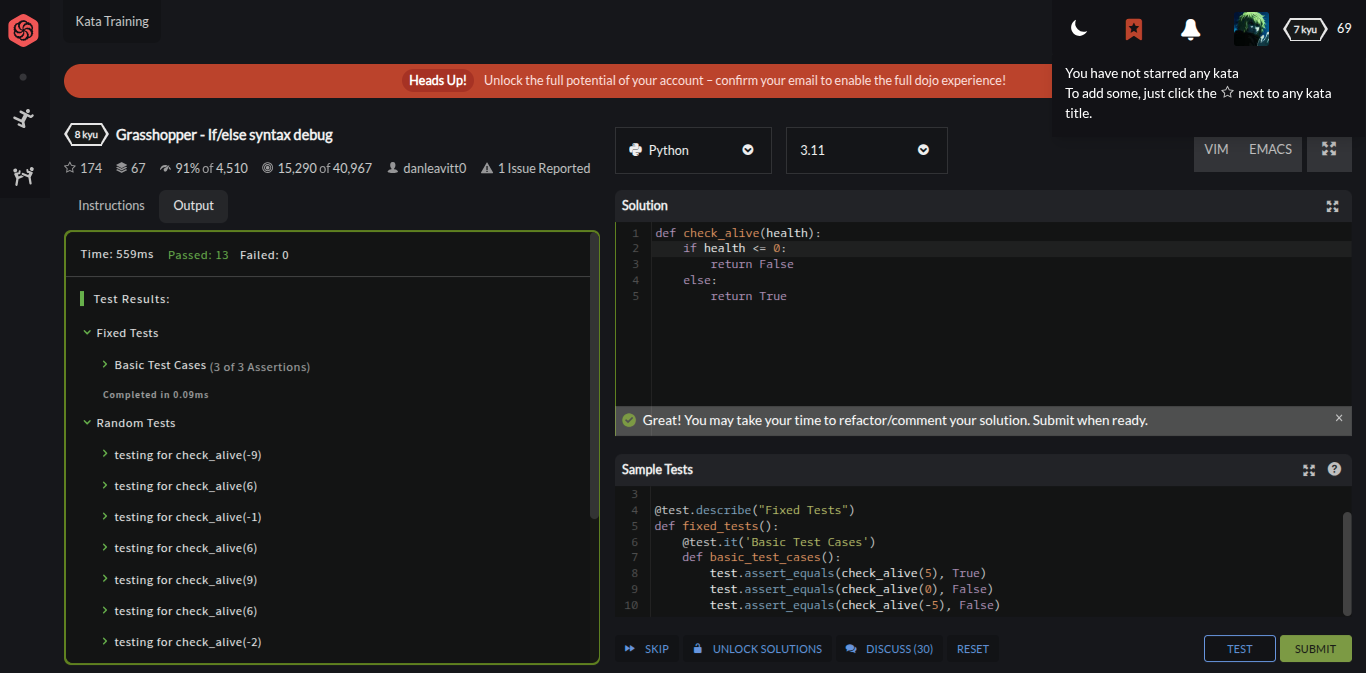 Kata Training
7 kyu 69
Heads Up! Unlock the full potential of your account – confirm your email to enable the full dojo experience!
You have not starred any kata
To add some, just click the ☆ next to any kata
title.
8 kyu Grasshopper - If/else syntax debug
174 67 91% of 4,510 15,290 of 40,967 danleavitt0 1 Issue Reported
Python
3.11
VIM EMACS
Instructions Output
Time: 559ms Passed: 13 Failed: 0
Test Results:
Fixed Tests
Basic Test Cases (3 of 3 Assertions)
Completed in 0.09ms
Random Tests
testing for check_alive(-9)
testing for check_alive(6)
testing for check_alive(-1)
testing for check_alive(6)
testing for check_alive(9)
testing for check_alive(6)
testing for check_alive(-2)
Solution
1 def check_alive(health):
2     if health <= 0:
3         return False
4     else:
5         return True
Great! You may take your time to refactor/comment your solution. Submit when ready. ×
Sample Tests ?
3
4 @test.describe("Fixed Tests")
5 def fixed_tests():
6     @test.it('Basic Test Cases')
7     def basic_test_cases():
8         test.assert_equals(check_alive(5), True)
9         test.assert_equals(check_alive(0), False)
10         test.assert_equals(check_alive(-5), False)
SKIP UNLOCK SOLUTIONS DISCUSS (30) RESET TEST SUBMIT